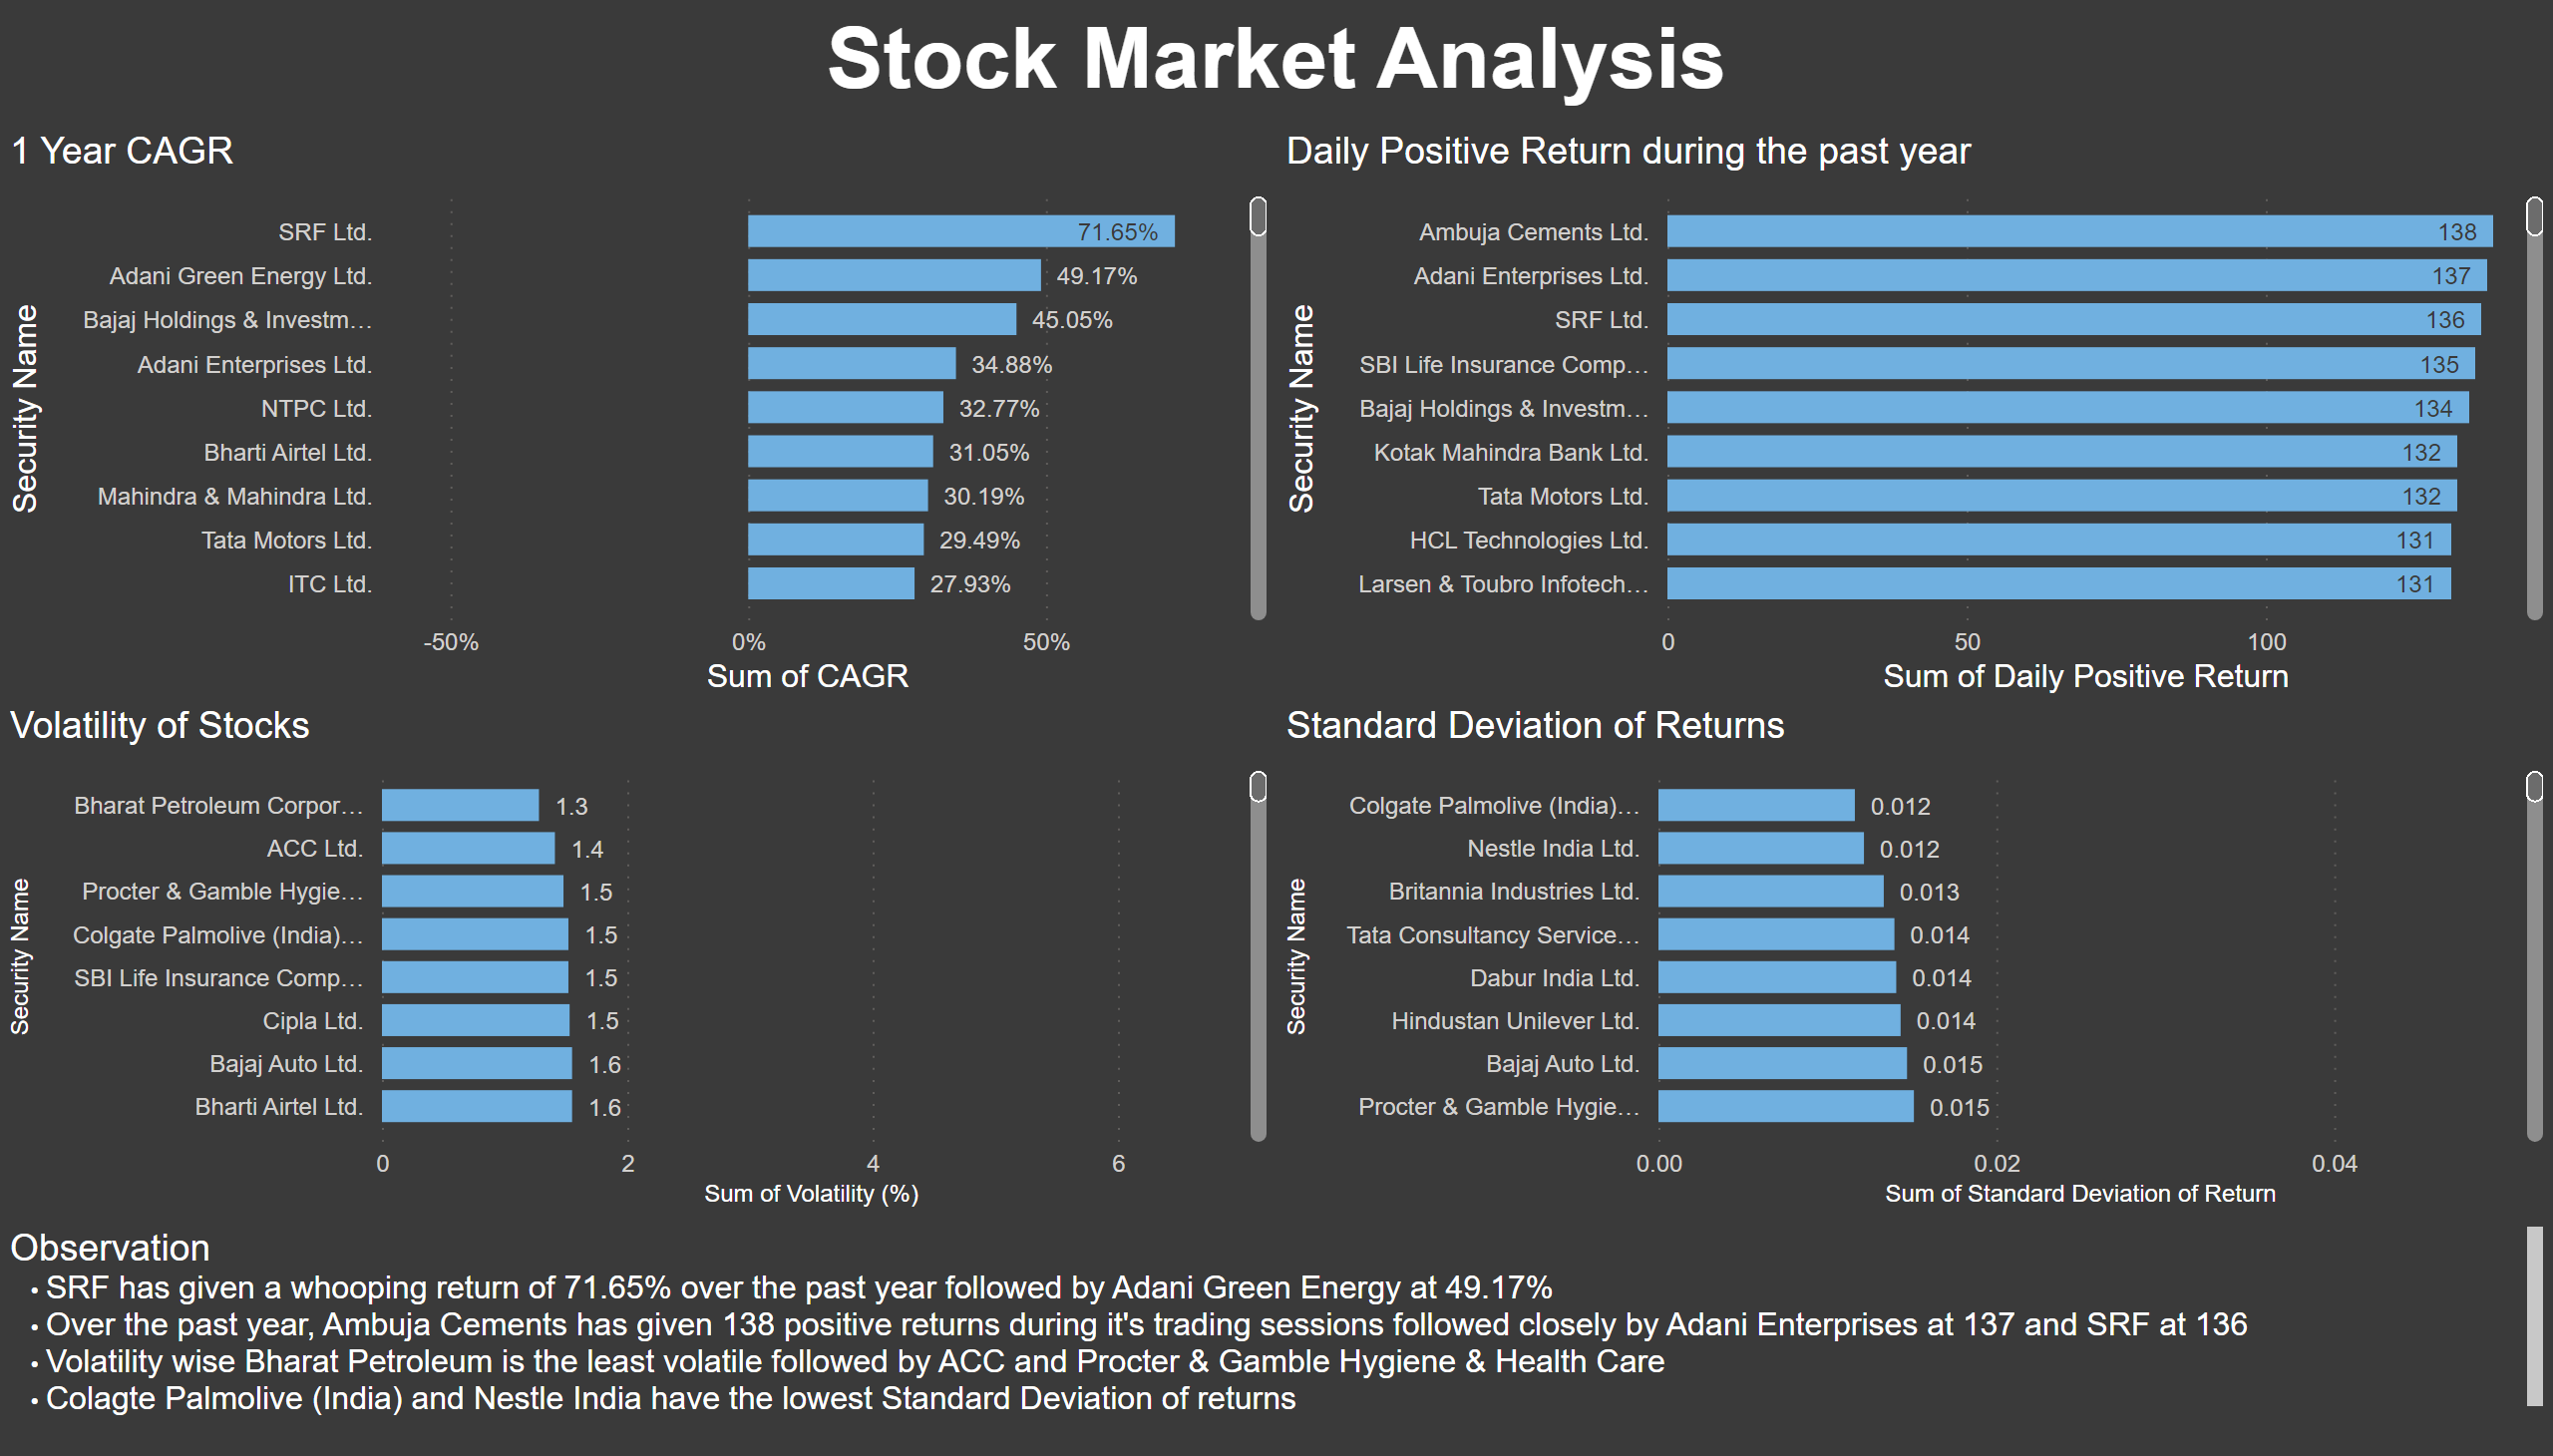 Stock Market Analysis
1 Year CAGR
Security Name
SRF Ltd. 71.65%
Adani Green Energy Ltd. 49.17%
Bajaj Holdings & Investm… 45.05%
Adani Enterprises Ltd. 34.88%
NTPC Ltd. 32.77%
Bharti Airtel Ltd. 31.05%
Mahindra & Mahindra Ltd. 30.19%
Tata Motors Ltd. 29.49%
ITC Ltd. 27.93%
-50% 0% 50%
Sum of CAGR
Daily Positive Return during the past year
Security Name
Ambuja Cements Ltd. 138
Adani Enterprises Ltd. 137
SRF Ltd. 136
SBI Life Insurance Comp… 135
Bajaj Holdings & Investm… 134
Kotak Mahindra Bank Ltd. 132
Tata Motors Ltd. 132
HCL Technologies Ltd. 131
Larsen & Toubro Infotech… 131
0 50 100
Sum of Daily Positive Return
Volatility of Stocks
Security Name
Bharat Petroleum Corpor… 1.3
ACC Ltd. 1.4
Procter & Gamble Hygie… 1.5
Colgate Palmolive (India)… 1.5
SBI Life Insurance Comp… 1.5
Cipla Ltd. 1.5
Bajaj Auto Ltd. 1.6
Bharti Airtel Ltd. 1.6
0 2 4 6
Sum of Volatility (%)
Standard Deviation of Returns
Security Name
Colgate Palmolive (India)… 0.012
Nestle India Ltd. 0.012
Britannia Industries Ltd. 0.013
Tata Consultancy Service… 0.014
Dabur India Ltd. 0.014
Hindustan Unilever Ltd. 0.014
Bajaj Auto Ltd. 0.015
Procter & Gamble Hygie… 0.015
0.00 0.02 0.04
Sum of Standard Deviation of Return
Observation
• SRF has given a whooping return of 71.65% over the past year followed by Adani Green Energy at 49.17%
• Over the past year, Ambuja Cements has given 138 positive returns during it's trading sessions followed closely by Adani Enterprises at 137 and SRF at 136
• Volatility wise Bharat Petroleum is the least volatile followed by ACC and Procter & Gamble Hygiene & Health Care
• Colagte Palmolive (India) and Nestle India have the lowest Standard Deviation of returns